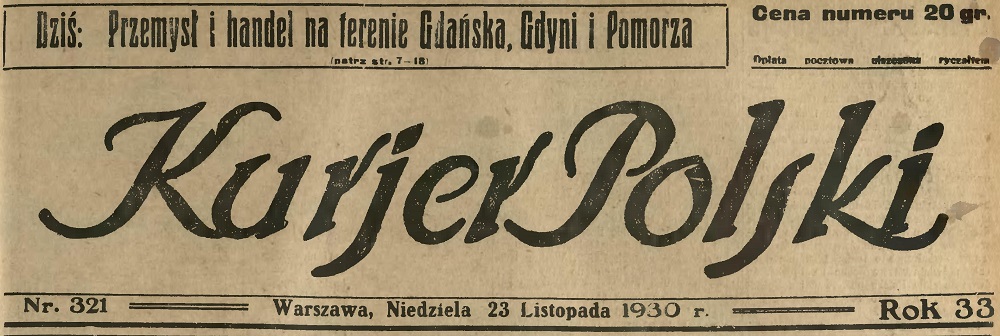 Dziś: Przemysł i handel na terenie Gdańska, Gdyni i Pomorza
(patrz str. 7—18)
Cena numeru 20 gr.
Opłata pocztowa uiszczona ryczałtem
Kurjer Polski
Nr. 321 Warszawa, Niedziela 23 Listopada 1930 r. Rok 33